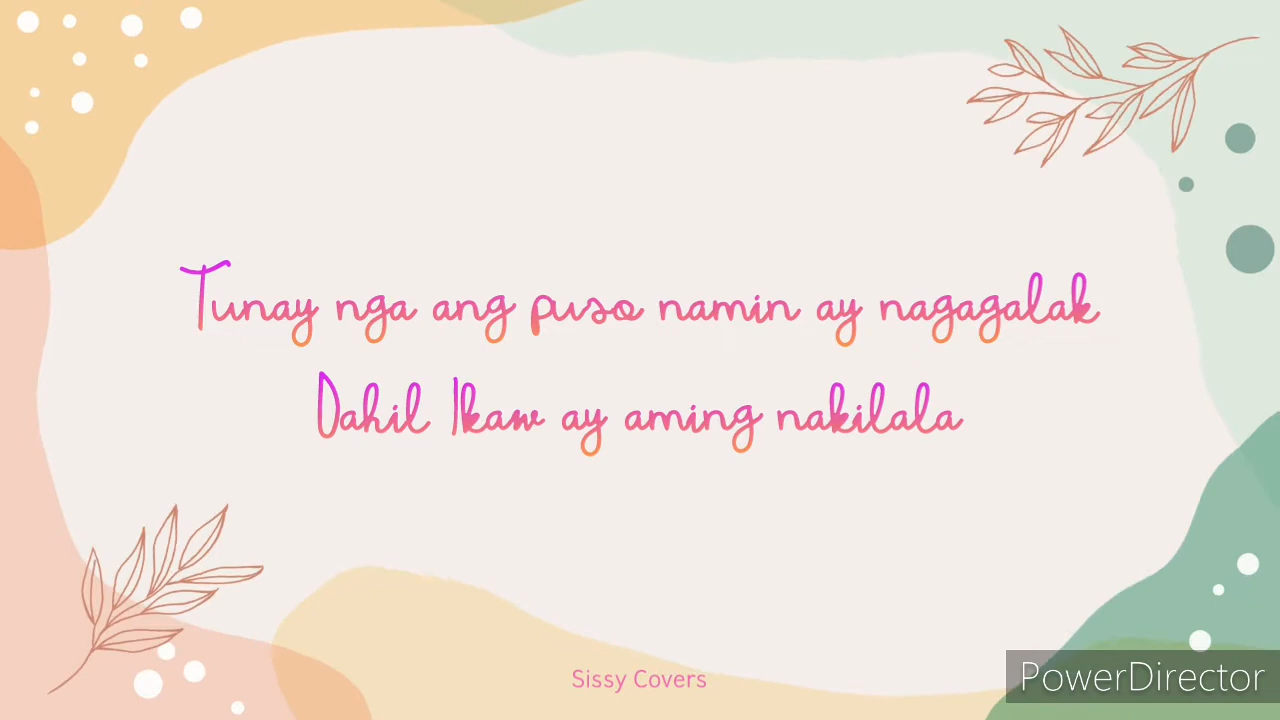 Tunay nga ang puso namin ay nagagalak
Dahil Ikaw ay aming nakilala
Sissy Covers
PowerDirector